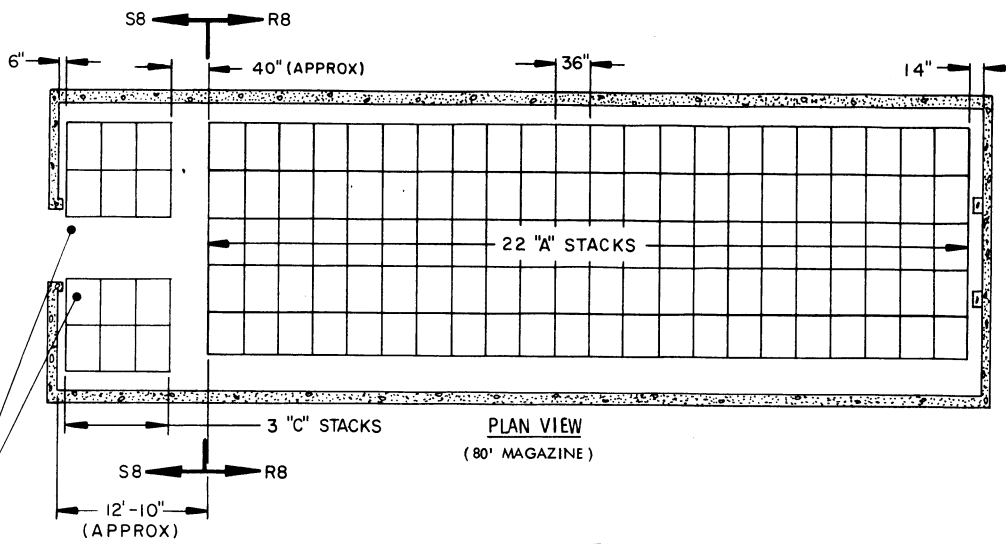 S8 R8
6"
40" (APPROX)
36"
14"
22 "A" STACKS
3 "C" STACKS
PLAN VIEW
(80' MAGAZINE)
S8 R8
12'-10"
(APPROX)